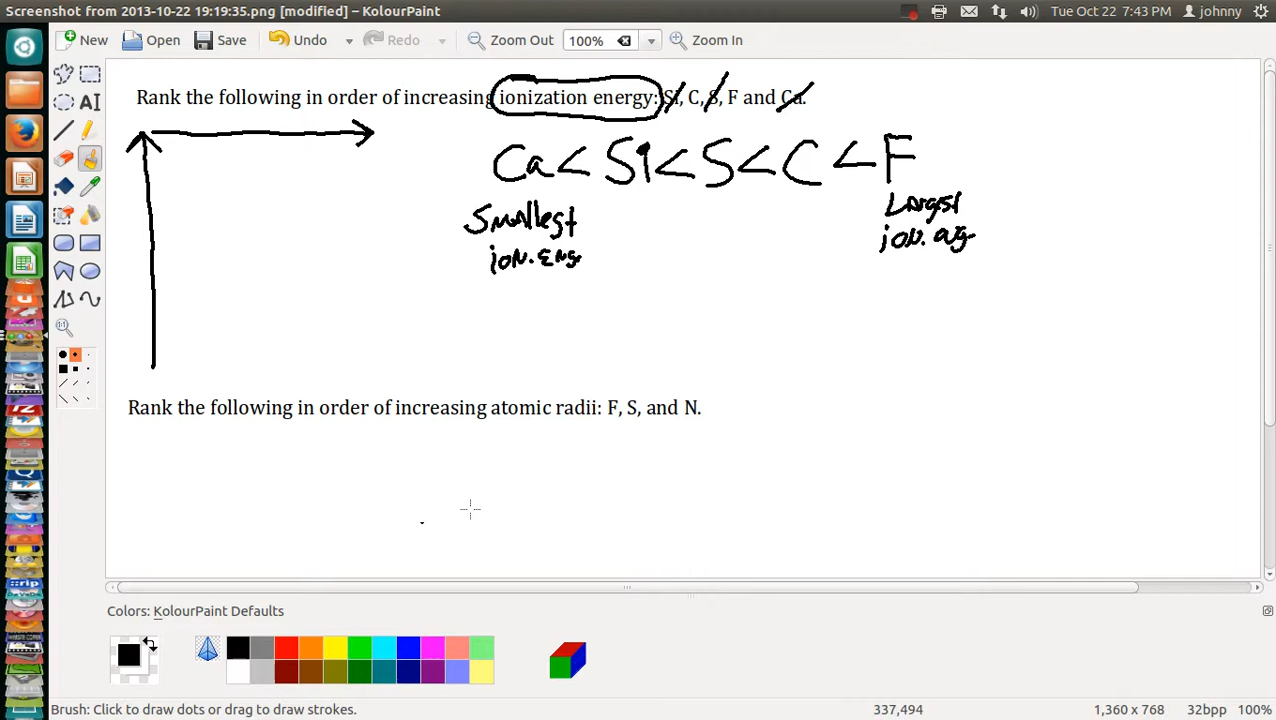 Screenshot from 2013-10-22 19:19:35.png [modified] – KolourPaint
Tue Oct 22 7:43 PM johnny
New Open Save Undo Redo Zoom Out 100% Zoom In
Rank the following in order of increasing ionization energy: Si, C, S, F and Ca.
Ca < Si < S < C < F
Smallest
ion. eng.
Largest
ion.
Rank the following in order of increasing atomic radii: F, S, and N.
Colors: KolourPaint Defaults
Brush: Click to draw dots or drag to draw strokes.
337,494
1,360 x 768
32bpp
100%